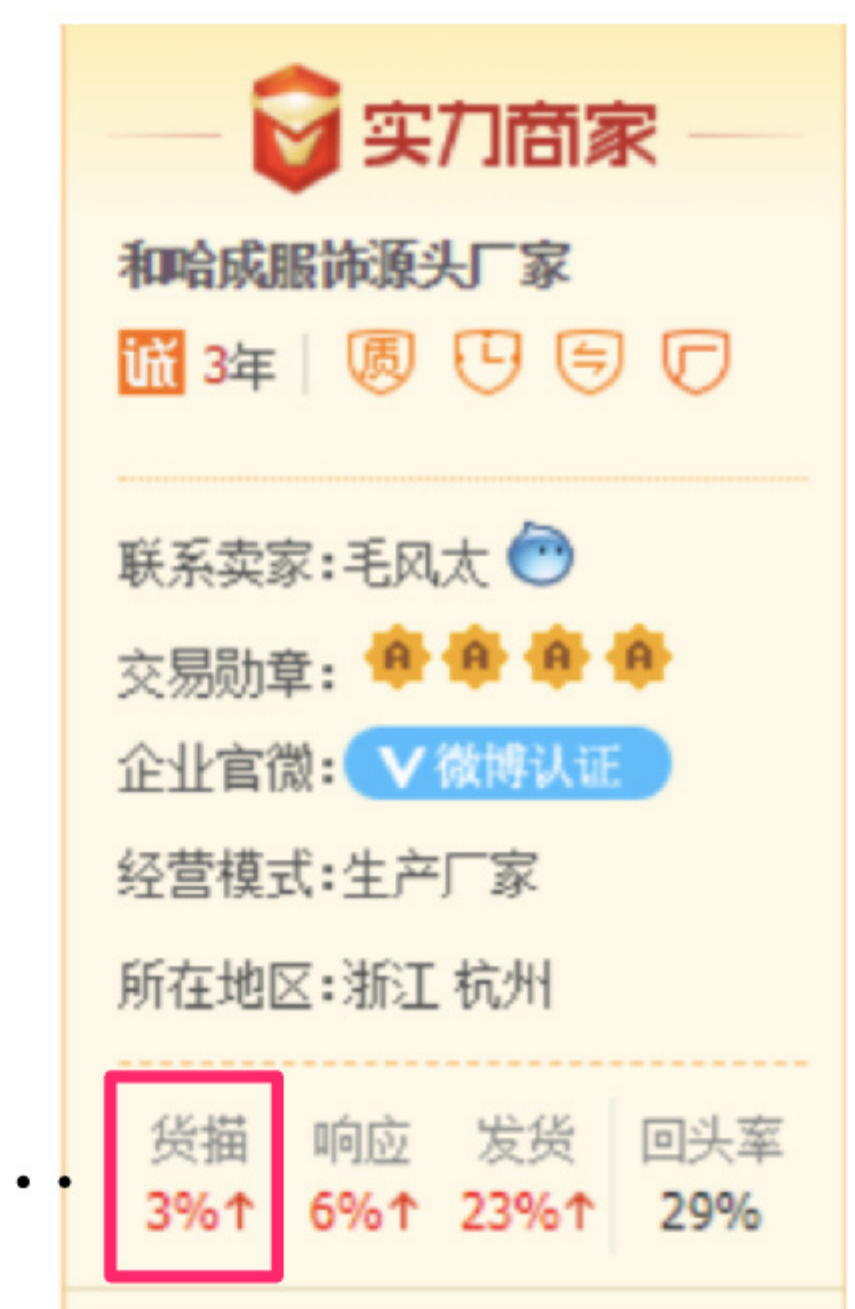 实力商家
和哈成服饰源头厂家
诚 3年 质 厂
联系卖家:毛风太
交易勋章: A A A A
企业官微: V 微博认证
经营模式:生产厂家
所在地区:浙江 杭州
货描 响应 发货 回头率
3%↑ 6%↑ 23%↑ 29%